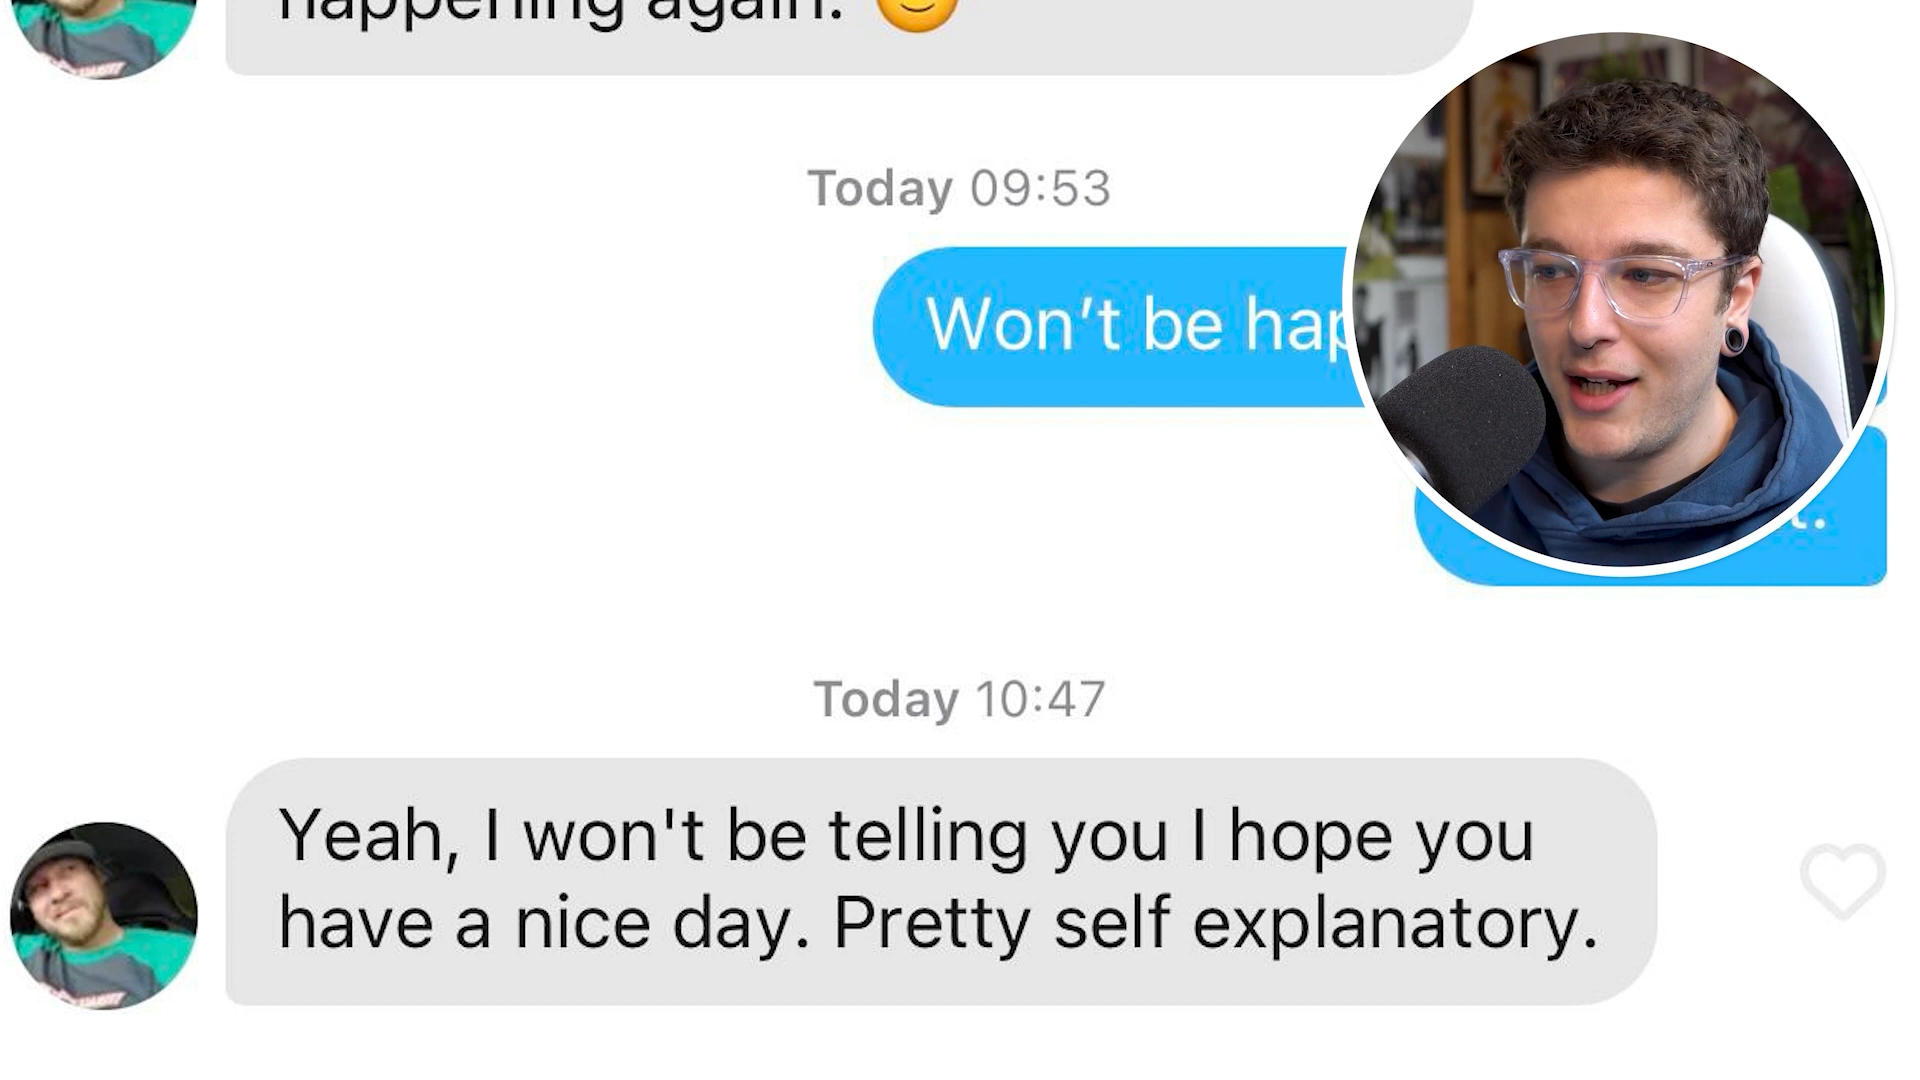 happening again. 😊
Today 09:53
Won't be
Today 10:47
Yeah, I won't be telling you I hope you
have a nice day. Pretty self explanatory.